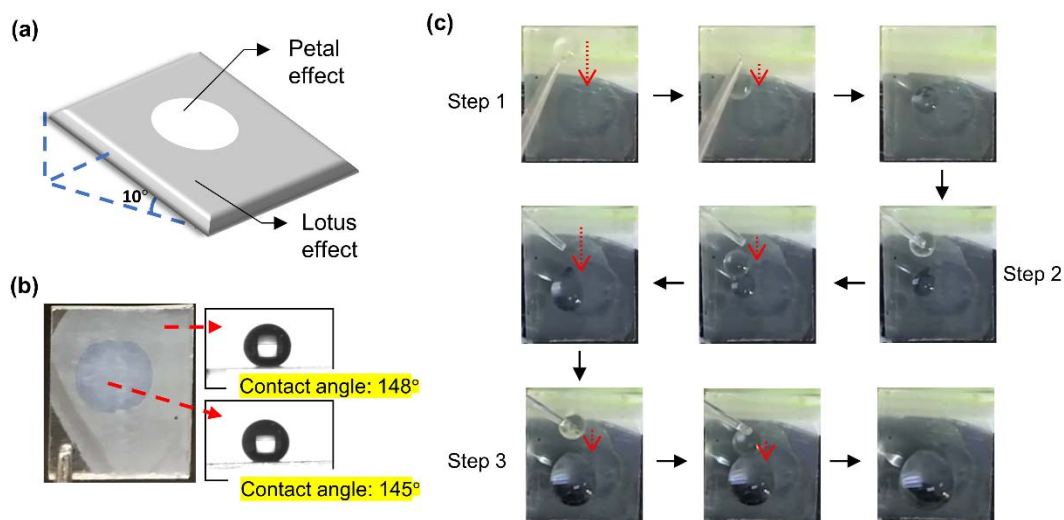 (a)
Petal
effect
10°
Lotus
effect
(b)
Contact angle: 148°
Contact angle: 145°
(c)
Step 1
Step 2
Step 3